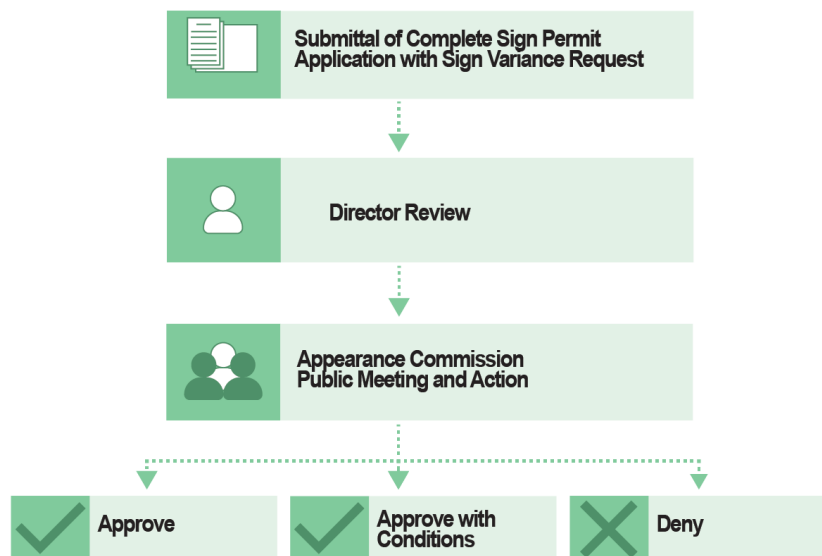 Submittal of Complete Sign Permit
Application with Sign Variance Request
Director Review
Appearance Commission
Public Meeting and Action
Approve
Approve with
Conditions
Deny